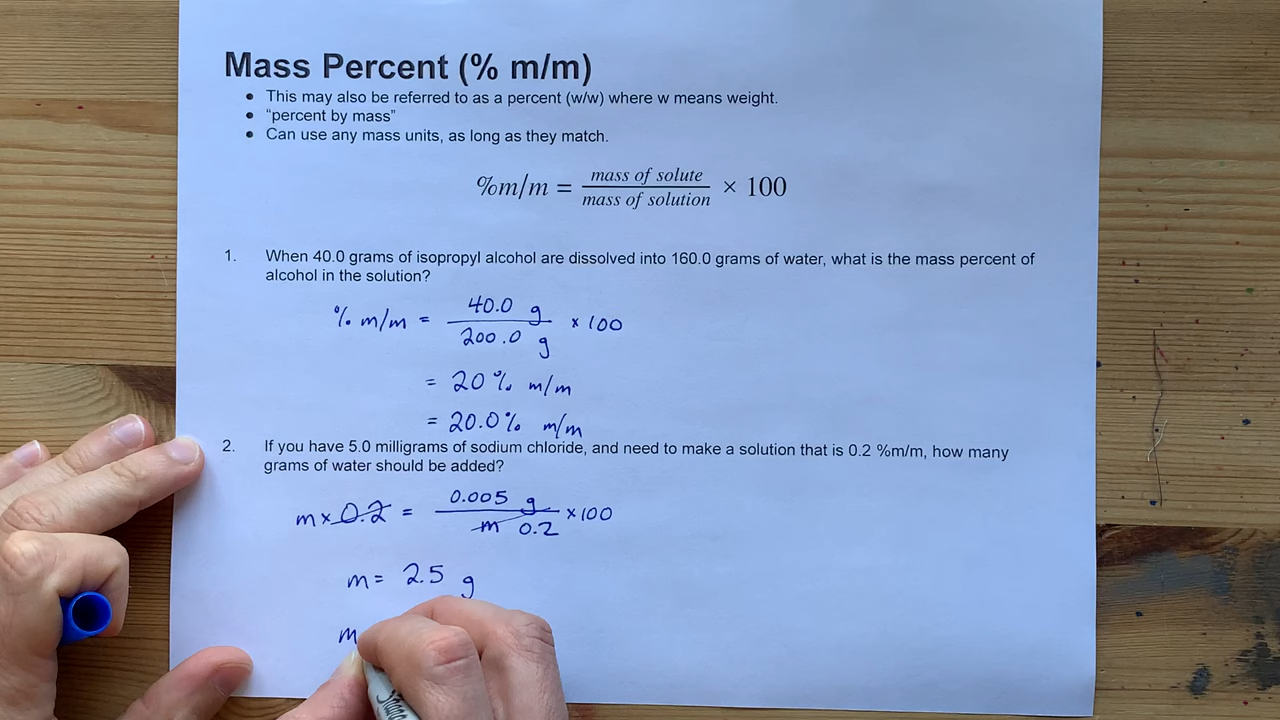 Mass Percent (% m/m)
• This may also be referred to as a percent (w/w) where w means weight.
• “percent by mass”
• Can use any mass units, as long as they match.
%m/m = mass of solute / mass of solution × 100
1. When 40.0 grams of isopropyl alcohol are dissolved into 160.0 grams of water, what is the mass percent of
alcohol in the solution?
% m/m = 40.0 g / 200.0 g × 100
= 20% m/m
= 20.0% m/m
2. If you have 5.0 milligrams of sodium chloride, and need to make a solution that is 0.2 %m/m, how many
grams of water should be added?
m × 0.2 = 0.005 g / m 0.2 × 100
m = 2.5 g
m